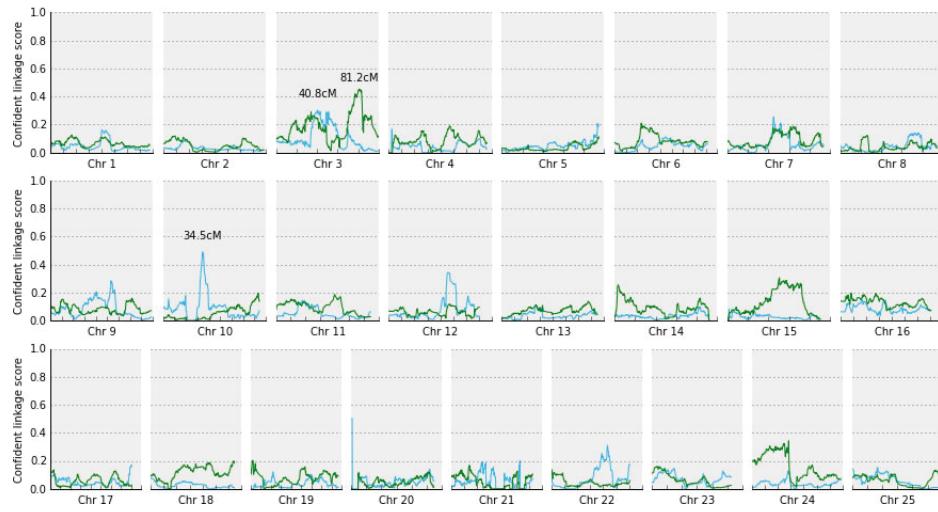 Confident linkage score
1.0
0.8
0.6
0.4
0.2
0.0
40.8cM
81.2cM
Chr 1 Chr 2 Chr 3 Chr 4 Chr 5 Chr 6 Chr 7 Chr 8
Confident linkage score
1.0
0.8
0.6
0.4
0.2
0.0
34.5cM
Chr 9 Chr 10 Chr 11 Chr 12 Chr 13 Chr 14 Chr 15 Chr 16
Confident linkage score
1.0
0.8
0.6
0.4
0.2
0.0
Chr 17 Chr 18 Chr 19 Chr 20 Chr 21 Chr 22 Chr 23 Chr 24 Chr 25